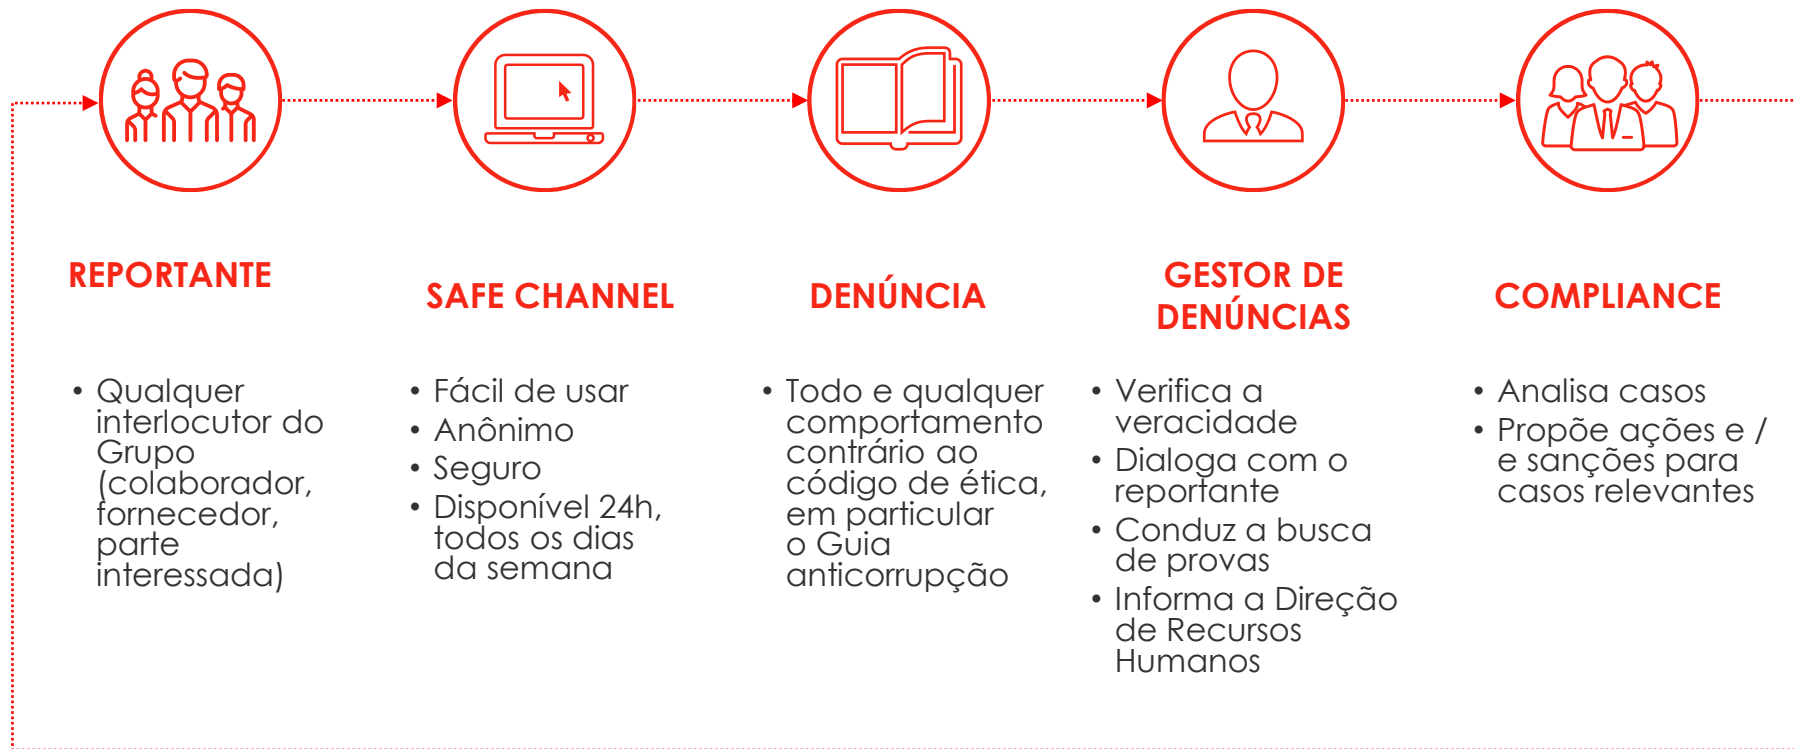 REPORTANTE
• Qualquer
interlocutor do
Grupo
(colaborador,
fornecedor,
parte
interessada)
SAFE CHANNEL
• Fácil de usar
• Anônimo
• Seguro
• Disponível 24h,
todos os dias
da semana
DENÚNCIA
• Todo e qualquer
comportamento
contrário ao
código de ética,
em particular
o Guia
anticorrupção
GESTOR DE
DENÚNCIAS
• Verifica a
veracidade
• Dialoga com o
reportante
• Conduz a busca
de provas
• Informa a Direção
de Recursos
Humanos
COMPLIANCE
• Analisa casos
• Propõe ações e /
e sanções para
casos relevantes